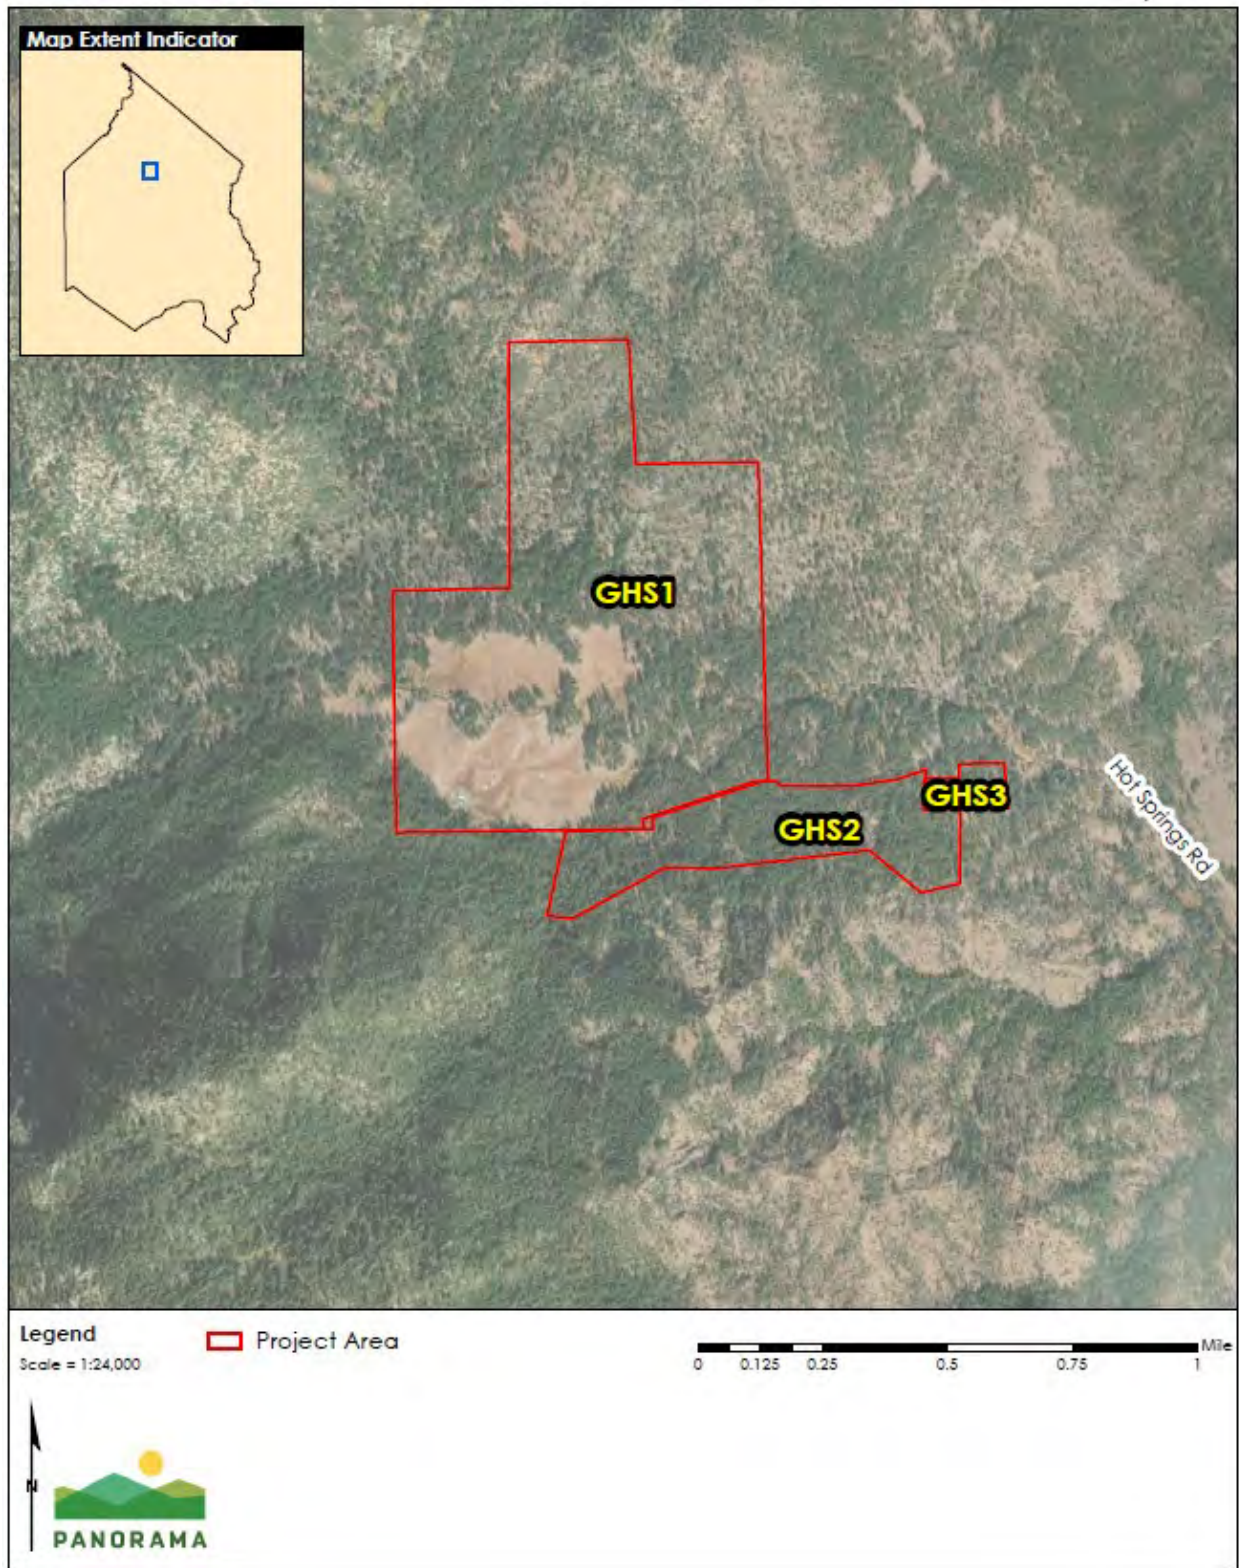 Map Extent Indicator
GHS1
GHS3
GHS2
Hot Springs Rd
Legend
Scale = 1:24,000
Project Area
Mile
0 0.125 0.25 0.5 0.75 1
N
PANORAMA